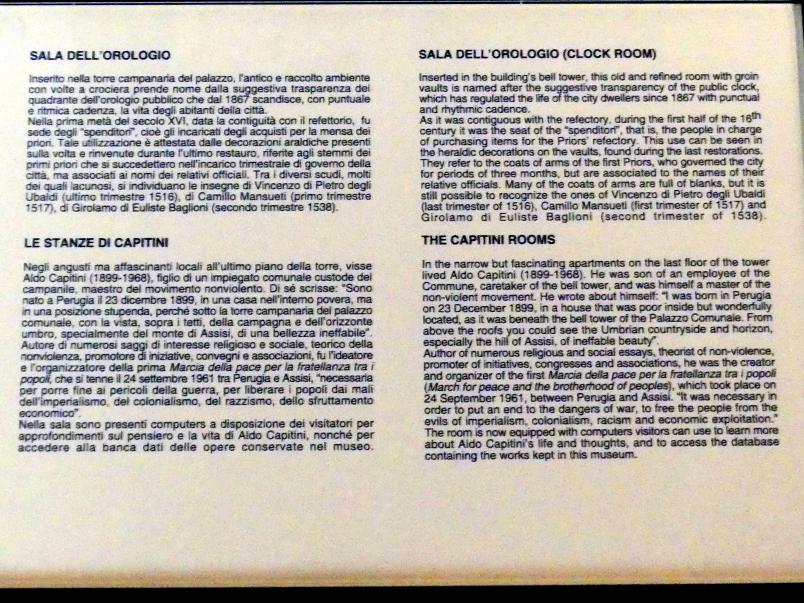 SALA DELL'OROLOGIO
Inserito nella torre campanaria del palazzo, l'antico e raccolto ambiente
con volte a crociera prende nome dalla suggestiva trasparenza del
quadrante dell'orologio pubblico che dal 1867 scandisce, con puntuale
e ritmica cadenza, la vita degli abitanti della città.
Nella prima metà del secolo XVI, data la contiguità con il refettorio, fu
sede degli "spenditori", cioè gli incaricati degli acquisti per la mensa dei
priori. Tale utilizzazione è attestata dalle decorazioni araldiche presenti
sulla volta e rinvenute durante l'ultimo restauro, riferite agli stemmi dei
primi priori che si succedettero nell'incarico trimestrale di governo della
città, ma associati ai nomi dei relativi officiali. Tra i diversi scudi, molti
dei quali lacunosi, si individuano le insegne di Vincenzo di Pietro degli
Ubaldi (ultimo trimestre 1516), di Camillo Mansueti (primo trimestre
1517), di Girolamo di Euliste Baglioni (secondo trimestre 1538).
LE STANZE DI CAPITINI
Negli angusti ma affascinanti locali all'ultimo piano della torre, visse
Aldo Capitini (1899-1968), figlio di un impiegato comunale custode del
campanile, maestro del movimento nonviolento. Di sé scrisse: "Sono
nato a Perugia il 23 dicembre 1899, in una casa nell'interno povera, ma
in una posizione stupenda, perché sotto la torre campanaria del palazzo
comunale, con la vista, sopra i tetti, della campagna e dell'orizzonte
umbro, specialmente del monte di Assisi, di una bellezza ineffabile".
Autore di numerosi saggi di interesse religioso e sociale, teorico della
nonviolenza, promotore di iniziative, convegni e associazioni, fu l'ideatore
e l'organizzatore della prima Marcia della pace per la fratellanza tra i
popoli, che si tenne il 24 settembre 1961 tra Perugia e Assisi, "necessaria
per porre fine ai pericoli della guerra, per liberare i popoli dai mali
dell'imperialismo, del colonialismo, del razzismo, dello sfruttamento
economico".
Nella sala sono presenti computers a disposizione dei visitatori per
approfondimenti sul pensiero e la vita di Aldo Capitini, nonché per
accedere alla banca dati delle opere conservate nel museo.
SALA DELL'OROLOGIO (CLOCK ROOM)
Inserted in the building's bell tower, this old and refined room with groin
vaults is named after the suggestive transparency of the public clock,
which has regulated the life of the city dwellers since 1867 with punctual
and rhythmic cadence.
As it was contiguous with the refectory, during the first half of the 16th
century it was the seat of the "spenditori", that is, the people in charge
of purchasing items for the Priors' refectory. This use can be seen in
the heraldic decorations on the vaults, found during the last restorations.
They refer to the coats of arms of the first Priors, who governed the city
for periods of three months, but are associated to the names of their
relative officials. Many of the coats of arms are full of blanks, but it is
still possible to recognize the ones of Vincenzo di Pietro degli Ubaldi
(last trimester of 1516), Camillo Mansueti (first trimester of 1517) and
Girolamo di Euliste Baglioni (second trimester of 1538).
THE CAPITINI ROOMS
In the narrow but fascinating apartments on the last floor of the tower
lived Aldo Capitini (1899-1968). He was son of an employee of the
Commune, caretaker of the bell tower, and was himself a master of the
non-violent movement. He wrote about himself: "I was born in Perugia
on 23 December 1899, in a house that was poor inside but wonderfully
located, as it was beneath the bell tower of the Palazzo Comunale. From
above the roofs you could see the Umbrian countryside and horizon,
especially the hill of Assisi, of ineffable beauty".
Author of numerous religious and social essays, theorist of non-violence,
promoter of initiatives, congresses and associations, he was the creator
and organizer of the first Marcia della pace per la fratellanza tra i popoli
(March for peace and the brotherhood of peoples), which took place on
24 September 1961, between Perugia and Assisi. "It was necessary in
order to put an end to the dangers of war, to free the people from the
evils of imperialism, colonialism, racism and economic exploitation."
The room is now equipped with computers visitors can use to learn more
about Aldo Capitini's life and thoughts, and to access the database
containing the works kept in this museum.